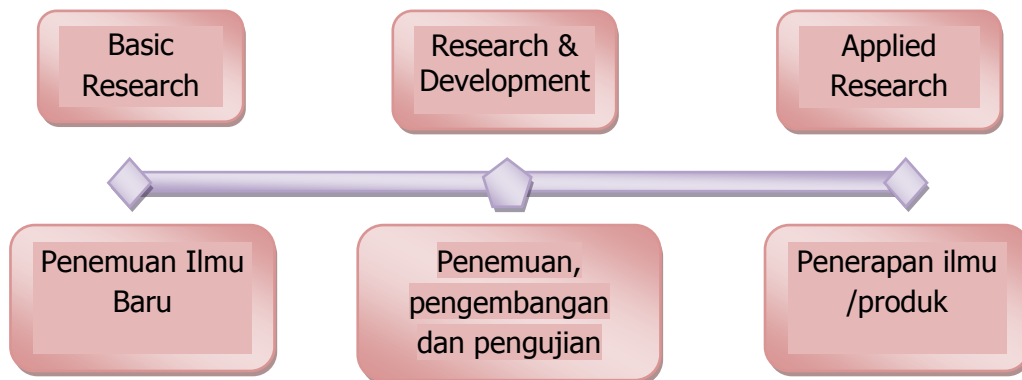 Basic
Research
Research &
Development
Applied
Research
Penemuan Ilmu
Baru
Penemuan,
pengembangan
dan pengujian
Penerapan ilmu
/produk